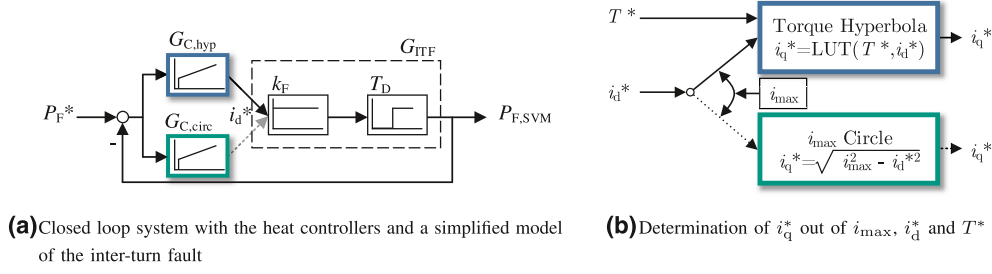 G_C,hyp
G_ITF
k_F
T_D
P_F*
i_d*
P_F,SVM
G_C,circ
-
(a) Closed loop system with the heat controllers and a simplified model
of the inter-turn fault
T*
Torque Hyperbola
i_q*=LUT(T*,i_d*)
i_q*
i_d*
i_max
i_max Circle
i_q*=√(i²_max - i_d*²)
i_q*
(b) Determination of i_q* out of i_max, i_d* and T*